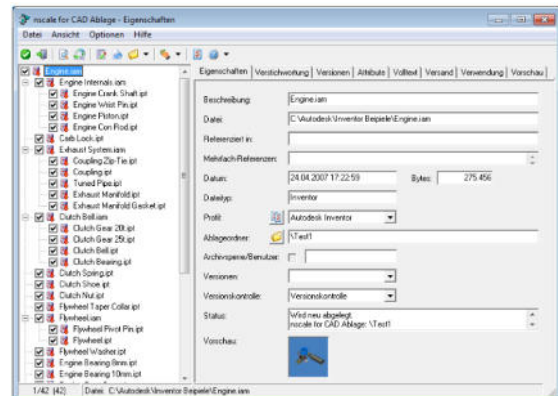 nscale for CAD Ablage - Eigenschaften
Datei Ansicht Optionen Hilfe
Engine.iam
Engine Internals.iam
Engine Crank Shaft.ipt
Engine Wrist Pin.ipt
Engine Piston.ipt
Engine Con Rod.ipt
Carb Lock.ipt
Exhaust System.iam
Coupling Zip-Tie.ipt
Coupling.ipt
Tuned Pipe.ipt
Exhaust Manifold.ipt
Exhaust Manifold Gasket.ipt
Clutch Bell.iam
Clutch Gear 20t.ipt
Clutch Gear 25t.ipt
Clutch Bell.ipt
Clutch Bearing.ipt
Clutch Spring.ipt
Clutch Shoe.ipt
Clutch Nut.ipt
Flywheel Taper Collar.ipt
Flywheel.iam
Flywheel Pivot Pin.ipt
Flywheel.ipt
Flywheel Washer.ipt
Engine Bearing 8mm.ipt
Engine Bearing 10mm.ipt
Eigenschaften Verstichwortung Versionen Attribute Volltext Versand Verwendung Vorschau
Beschreibung: Engine.iam
Datei: C:\Autodesk\Inventor Beipiele\Engine.iam
Referenziert in:
Mehrfach-Referenzen:
Datum: 24.04.2007 17:22:59 Bytes: 275.456
Dateityp: Inventor
Profil: Autodesk Inventor
Ablageordner: \Test1
Archivsperre/Benutzer:
Versionen:
Versionskontrolle: Versionskontrolle
Status: Wird neu abgelegt.
nscale for CAD Ablage: \Test1
Vorschau:
1/42 (42) Datei: C:\Autodesk\Inventor Beipiele\Engine.iam